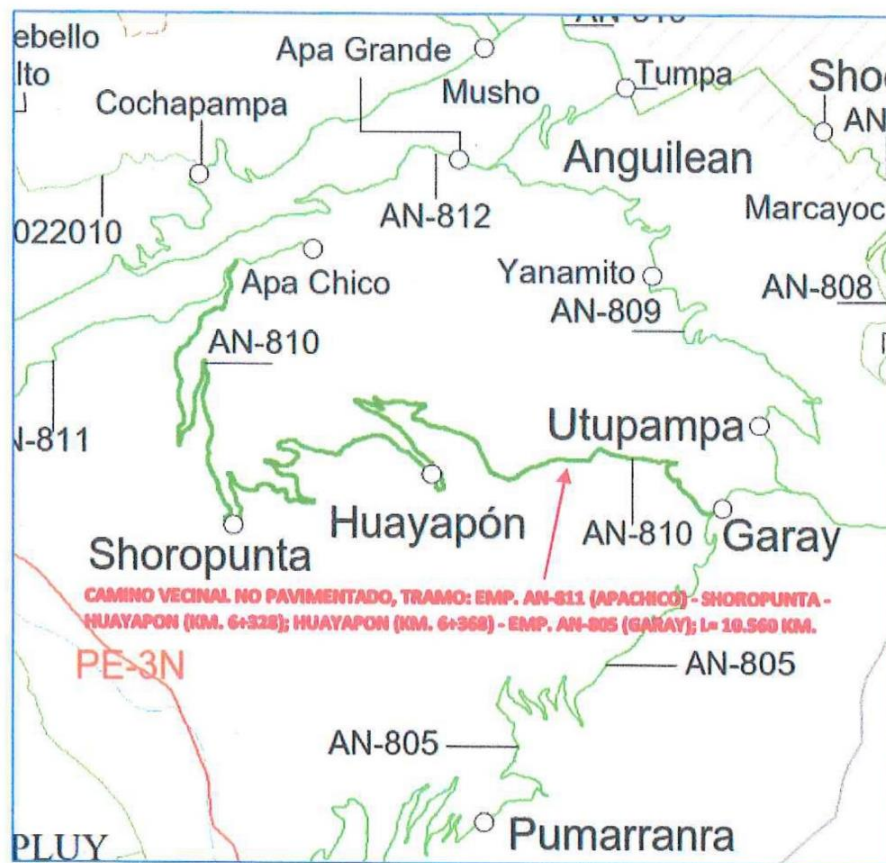 ebello
lto
Apa Grande
Musho
Tumpa
Shoc
AN
Cochapampa
Anguilean
AN-812
022010
Marcayoc
Apa Chico
Yanamito
AN-808
AN-809
AN-810
N-811
Utupampa
Huayapón
AN-810
Garay
Shoropunta
CAMINO VECINAL NO PAVIMENTADO, TRAMO: EMP. AN-811 (APACHICO) - SHOROPUNTA -
HUAYAPON (KM. 6+328); HUAYAPON (KM. 6+368) - EMP. AN-805 (GARAY); L= 10.560 KM.
PE-3N
AN-805
AN-805
Pumarranra
PLUY